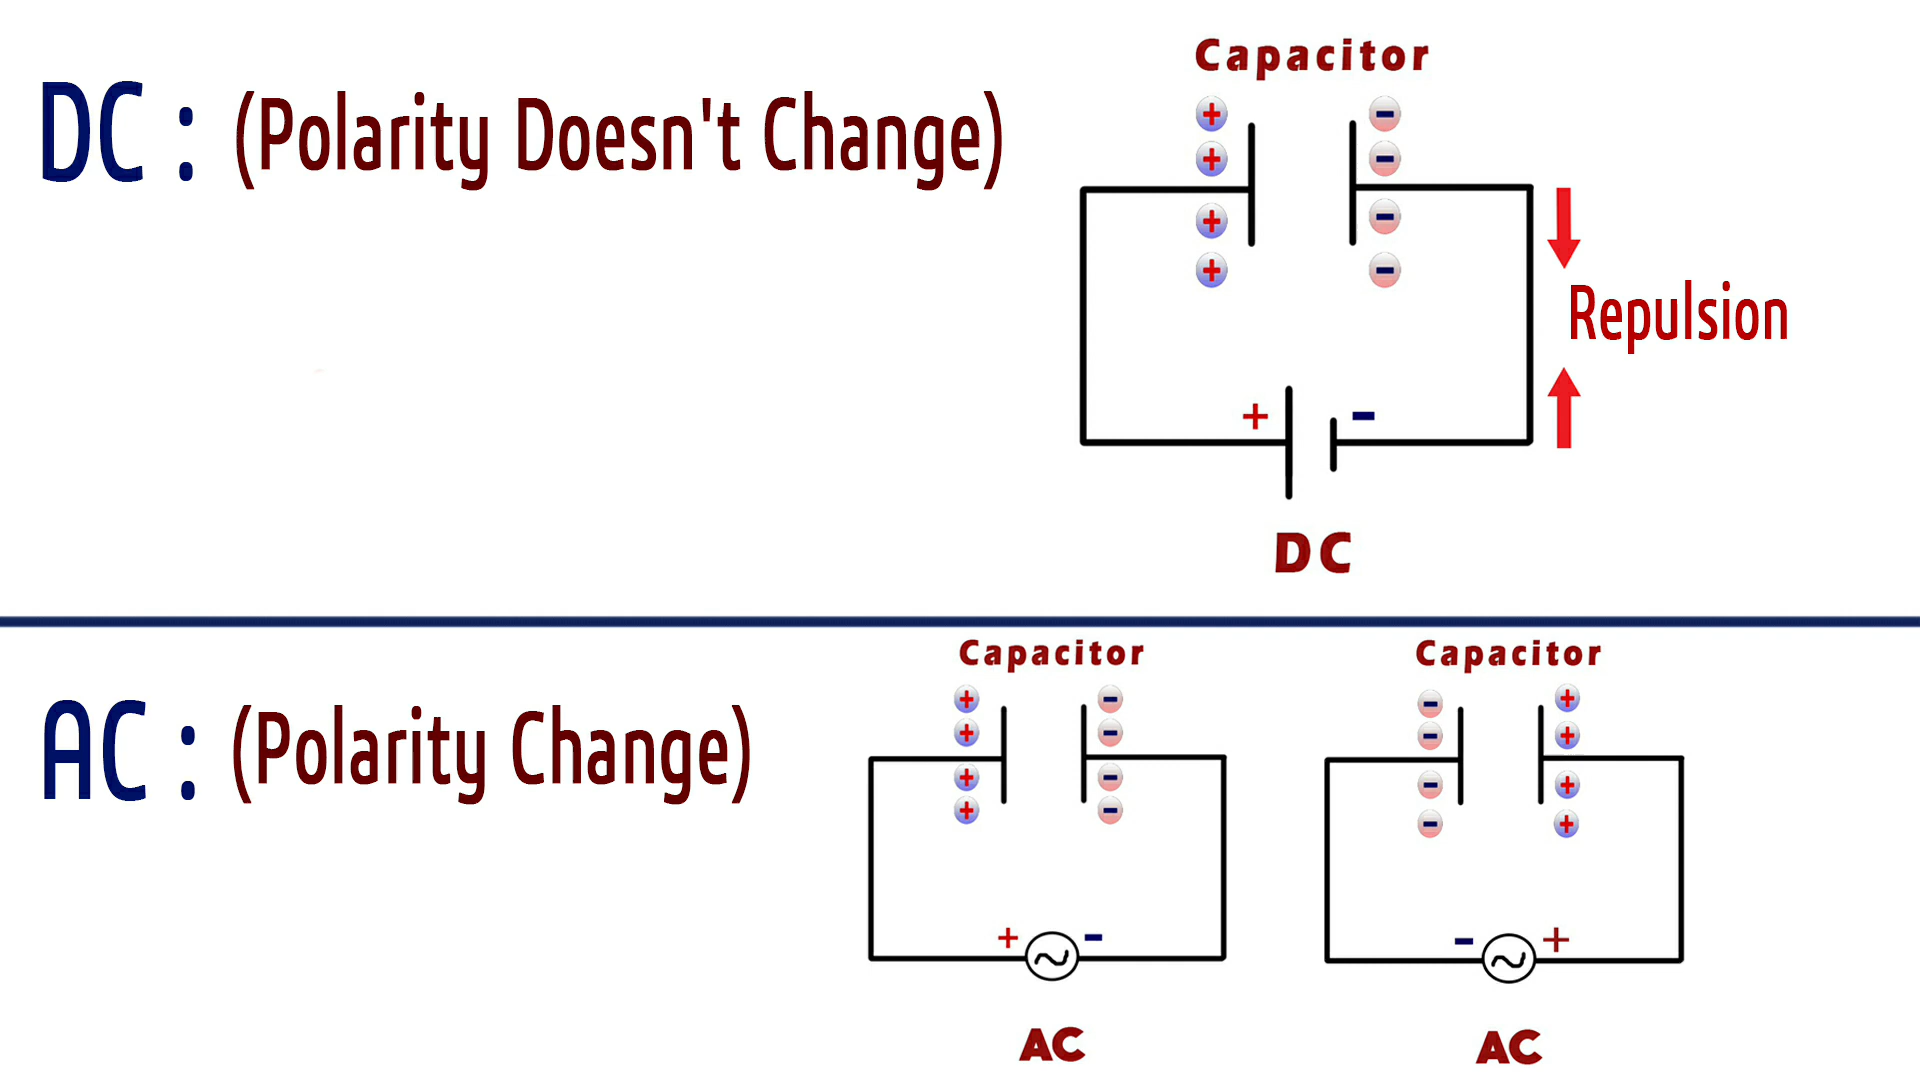 Capacitor
DC : (Polarity Doesn't Change)
+ -
+ -
+ -
+ -
Repulsion
+ -
DC
Capacitor Capacitor
AC : (Polarity Change)
+ - - +
+ - - +
+ - - +
+ - - +
+ - - +
AC AC